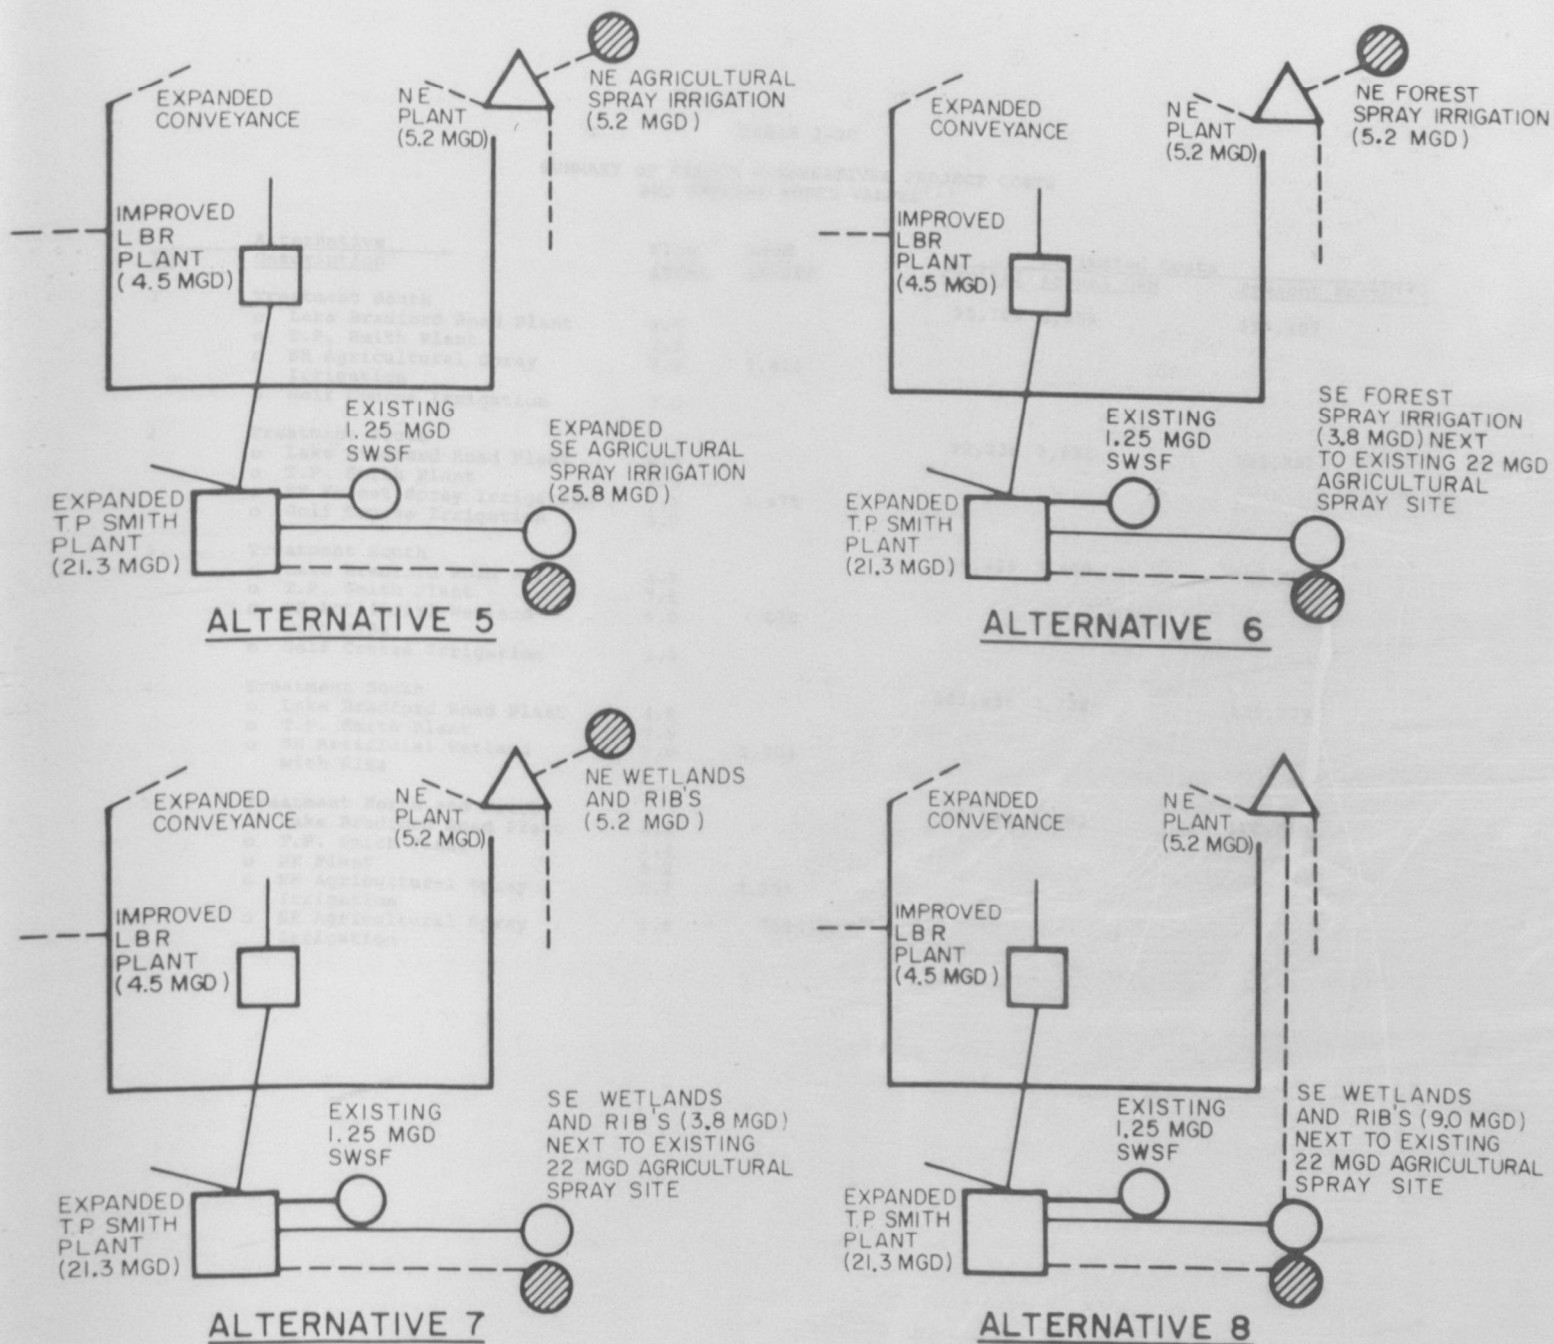 EXPANDED
CONVEYANCE
NE
PLANT
(5.2 MGD)
NE AGRICULTURAL
SPRAY IRRIGATION
(5.2 MGD)
IMPROVED
LBR
PLANT
(4.5 MGD)
EXISTING
1.25 MGD
SWSF
EXPANDED
SE AGRICULTURAL
SPRAY IRRIGATION
(25.8 MGD)
EXPANDED
T.P SMITH
PLANT
(21.3 MGD)
ALTERNATIVE 5
EXPANDED
CONVEYANCE
NE
PLANT
(5.2 MGD)
NE FOREST
SPRAY IRRIGATION
(5.2 MGD)
IMPROVED
LBR
PLANT
(4.5 MGD)
EXISTING
1.25 MGD
SWSF
SE FOREST
SPRAY IRRIGATION
(3.8 MGD) NEXT
TO EXISTING 22 MGD
AGRICULTURAL
SPRAY SITE
EXPANDED
T.P SMITH
PLANT
(21.3 MGD)
ALTERNATIVE 6
EXPANDED
CONVEYANCE
NE
PLANT
(5.2 MGD)
NE WETLANDS
AND RIB'S
(5.2 MGD)
IMPROVED
LBR
PLANT
(4.5 MGD)
EXISTING
1.25 MGD
SWSF
SE WETLANDS
AND RIB'S (3.8 MGD)
NEXT TO EXISTING
22 MGD AGRICULTURAL
SPRAY SITE
EXPANDED
T.P SMITH
PLANT
(21.3 MGD)
ALTERNATIVE 7
EXPANDED
CONVEYANCE
NE
PLANT
(5.2 MGD)
IMPROVED
LBR
PLANT
(4.5 MGD)
EXISTING
1.25 MGD
SWSF
SE WETLANDS
AND RIB'S (9.0 MGD)
NEXT TO EXISTING
22 MGD AGRICULTURAL
SPRAY SITE
EXPANDED
T.P SMITH
PLANT
(21.3 MGD)
ALTERNATIVE 8